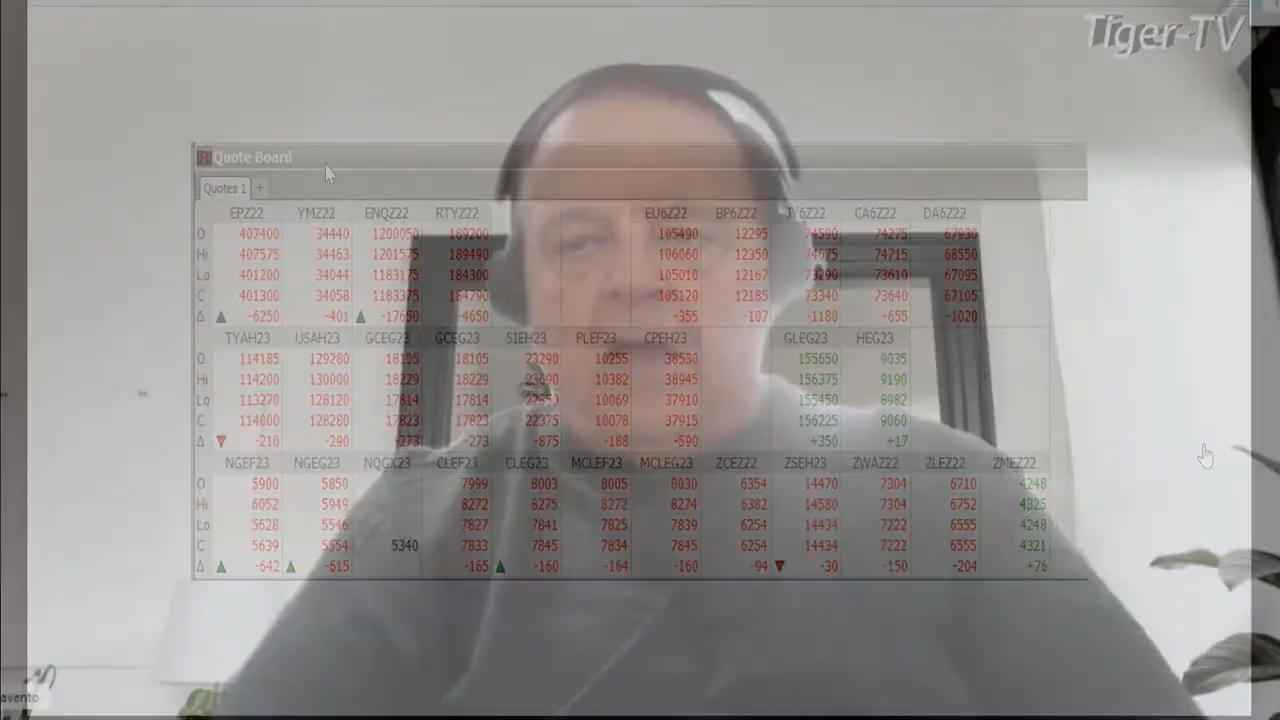 Tiger-TV
Quote Board
Quotes 1 +
EPZ22 YMZ22 ENQZ22 RTYZ22 EU6Z22 BP6Z22 JY6Z22 CA6Z22 DA6Z22
O 407400 34440 1200050 189200 105490 12295 74590 74275 67930
Hi 407575 34463 1201575 189490 106060 12350 74675 74715 68550
Lo 401200 34044 1183175 184300 105010 12167 73290 73610 67095
C 401300 34058 1183375 184790 105120 12185 73340 73640 67105
Δ -6250 -401 -17650 -4650 -355 -107 -1180 -655 -1020
TYAH23 USAH23 GCEG23 GCEG23 SIEH23 PLEF23 CPEH23 GLEG23 HEG23
O 114185 129280 18105 18105 23290 10255 38530 155650 9035
Hi 114200 130000 18229 18229 23690 10382 38945 156375 9190
Lo 113270 128120 17814 17814 22350 10069 37910 155450 8982
C 114000 128280 17823 17823 22375 10078 37915 156225 9060
Δ -210 -290 -273 -273 -875 -188 -590 +350 +17
NGEF23 NGEG23 NQGX23 CLEF23 CLEG23 MCLEF23 MCLEG23 ZCEZ22 ZSEH23 ZWAZ22 ZLEZ22 ZMEZ22
O 5900 5850 7999 8003 8005 8030 6354 14470 7304 6710 4248
Hi 6052 5949 8272 8275 8272 8274 6382 14580 7304 6752 4325
Lo 5628 5546 7827 7841 7825 7839 6254 14434 7222 6555 4248
C 5639 5554 5340 7833 7845 7834 7845 6254 14434 7222 6555 4321
Δ -642 -615 -165 -160 -164 -160 -94 -30 -150 -204 +76
avento